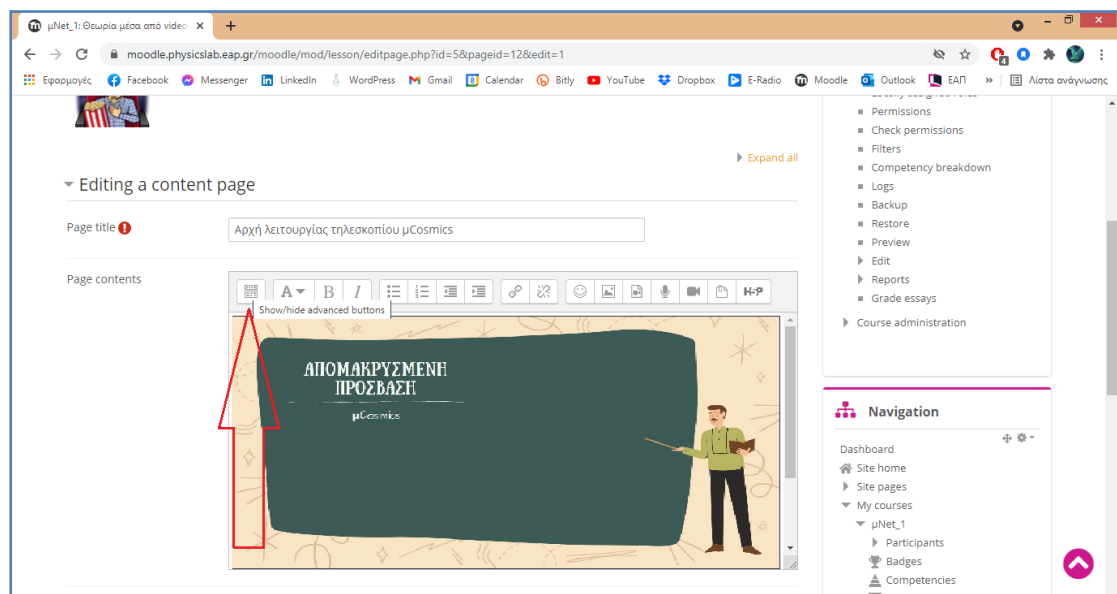 μNet_1: Θεωρία μέσα από video
moodle.physicslab.eap.gr/moodle/mod/lesson/editpage.php?id=5&pageid=12&edit=1
4
Εφαρμογές Facebook Messenger LinkedIn WordPress Gmail Calendar Bitly YouTube Dropbox E-Radio Moodle Outlook ΕΑΠ » Λίστα ανάγνωσης
Permissions
Check permissions
Filters
Competency breakdown
Logs
Backup
Restore
Preview
Edit
Reports
Grade essays
Course administration
Expand all
Editing a content page
Page title
Αρχή λειτουργίας τηλεσκοπίου μCosmics
Page contents
A B I H-P
Show/hide advanced buttons
ΑΠΟΜΑΚΡΥΣΜΕΝΗ
ΠΡΟΣΒΑΣΗ
μCosmics
Navigation
Dashboard
Site home
Site pages
My courses
μNet_1
Participants
Badges
Competencies